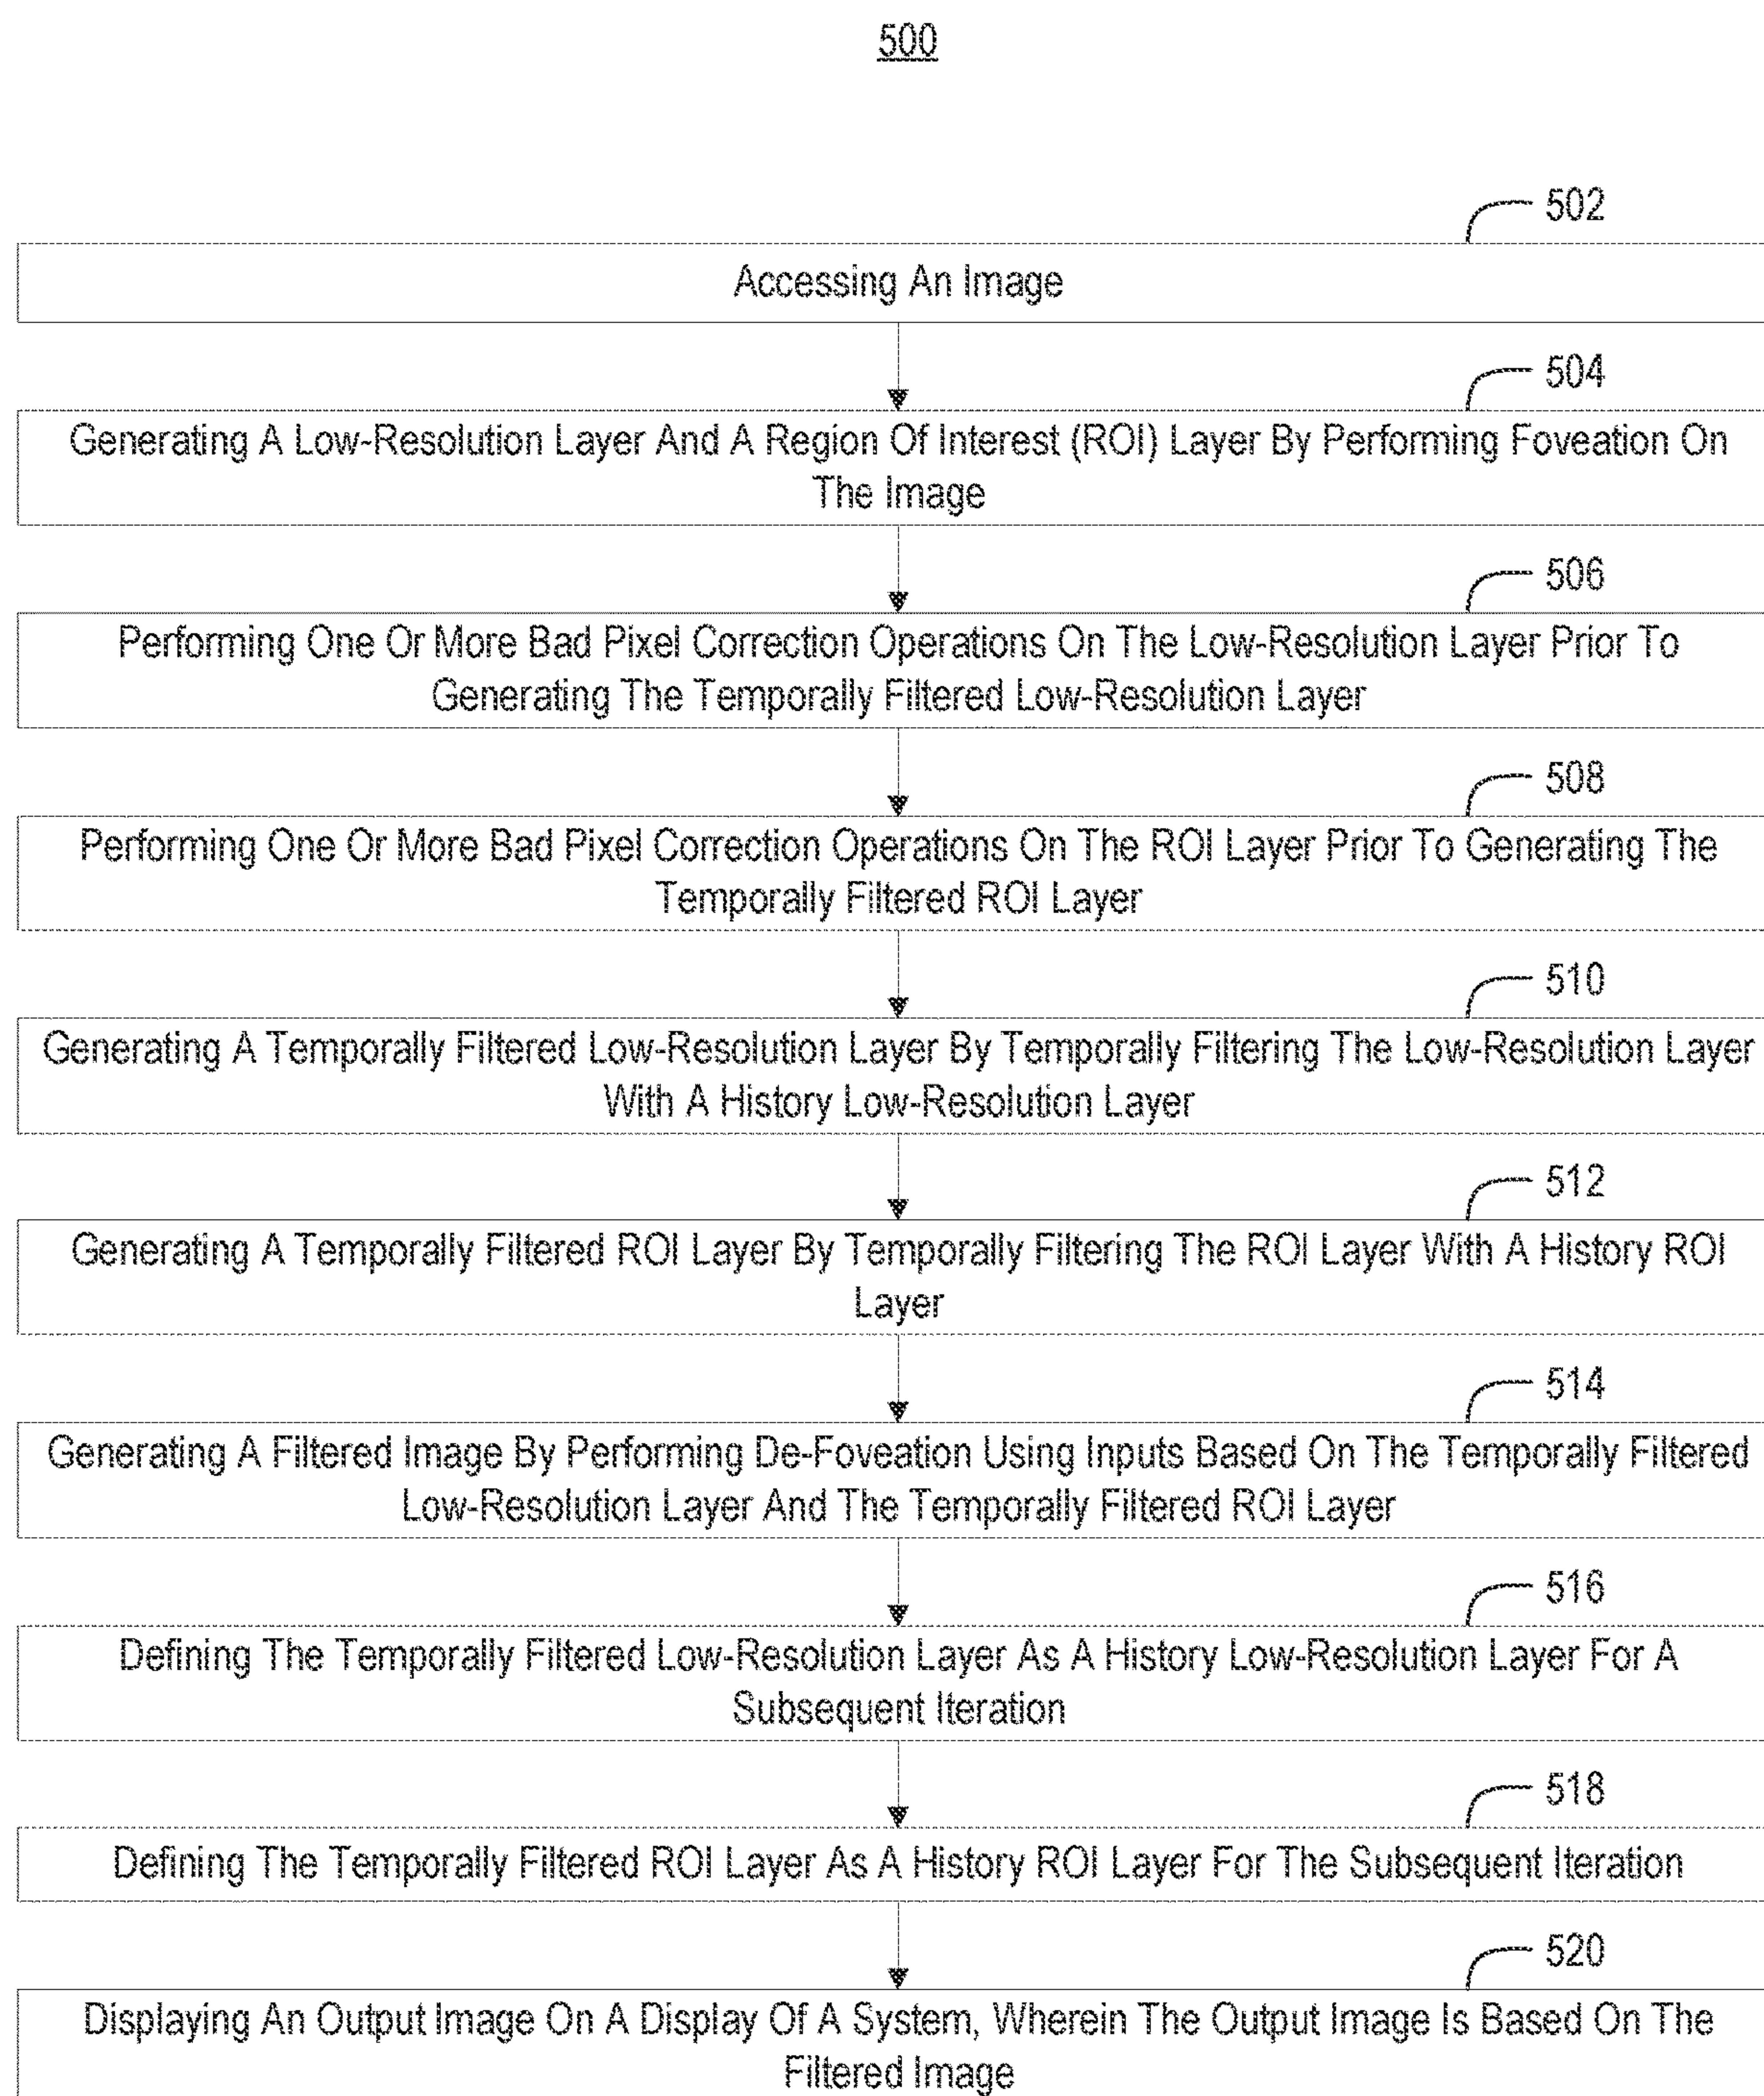 500
502
Accessing An Image
504
Generating A Low-Resolution Layer And A Region Of Interest (ROI) Layer By Performing Foveation On
The Image
506
Performing One Or More Bad Pixel Correction Operations On The Low-Resolution Layer Prior To
Generating The Temporally Filtered Low-Resolution Layer
508
Performing One Or More Bad Pixel Correction Operations On The ROI Layer Prior To Generating The
Temporally Filtered ROI Layer
510
Generating A Temporally Filtered Low-Resolution Layer By Temporally Filtering The Low-Resolution Layer
With A History Low-Resolution Layer
512
Generating A Temporally Filtered ROI Layer By Temporally Filtering The ROI Layer With A History ROI
Layer
514
Generating A Filtered Image By Performing De-Foveation Using Inputs Based On The Temporally Filtered
Low-Resolution Layer And The Temporally Filtered ROI Layer
516
Defining The Temporally Filtered Low-Resolution Layer As A History Low-Resolution Layer For A
Subsequent Iteration
518
Defining The Temporally Filtered ROI Layer As A History ROI Layer For The Subsequent Iteration
520
Displaying An Output Image On A Display Of A System, Wherein The Output Image Is Based On The
Filtered Image